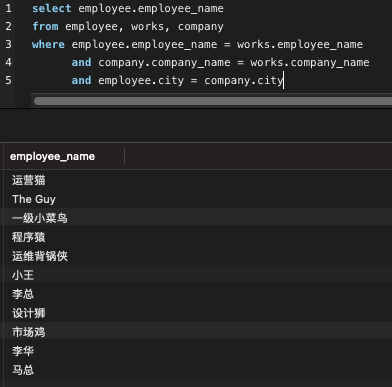 1 select employee.employee_name
2 from employee, works, company
3 where employee.employee_name = works.employee_name
4 and company.company_name = works.company_name
5 and employee.city = company.city
employee_name
运营猫
The Guy
一级小菜鸟
程序猿
运维背锅侠
小王
李总
设计狮
市场鸡
李华
马总